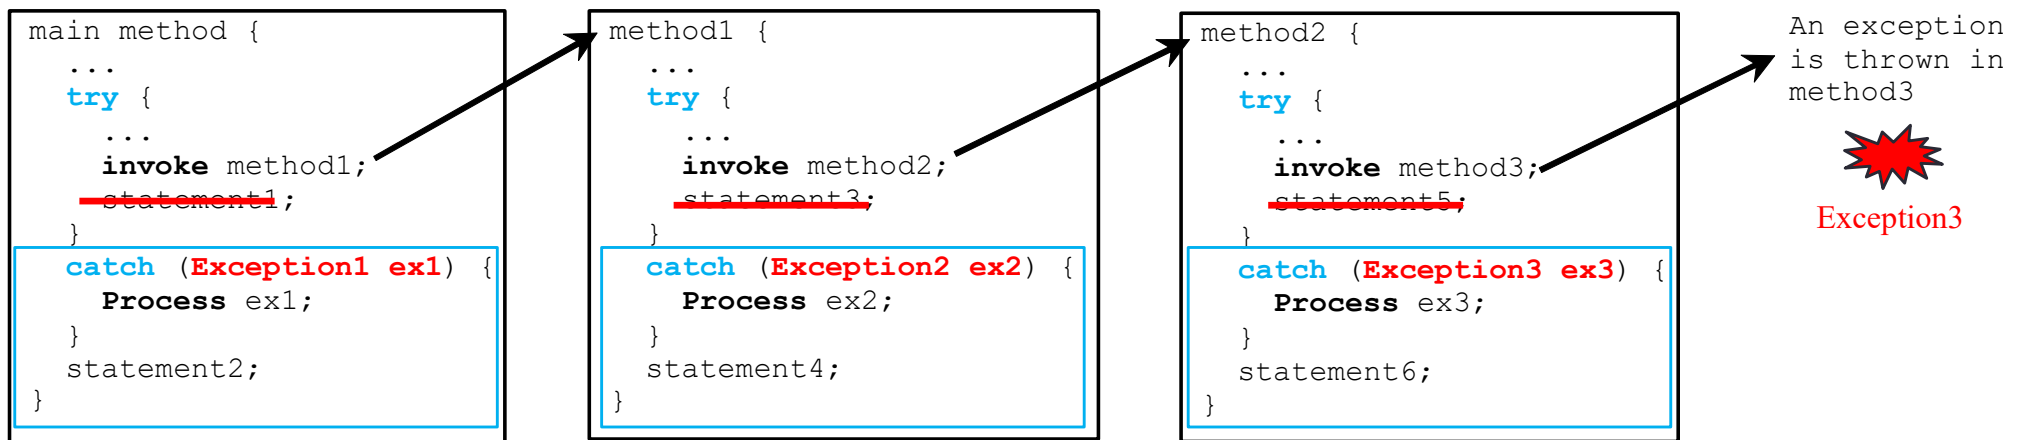 main method {
...
try {
...
invoke method1;
statement1;
}
catch (Exception1 ex1) {
Process ex1;
}
statement2;
}
method1 {
...
try {
...
invoke method2;
statement3;
}
catch (Exception2 ex2) {
Process ex2;
}
statement4;
}
method2 {
...
try {
...
invoke method3;
statement5;
}
catch (Exception3 ex3) {
Process ex3;
}
statement6;
}
An exception
is thrown in
method3
Exception3